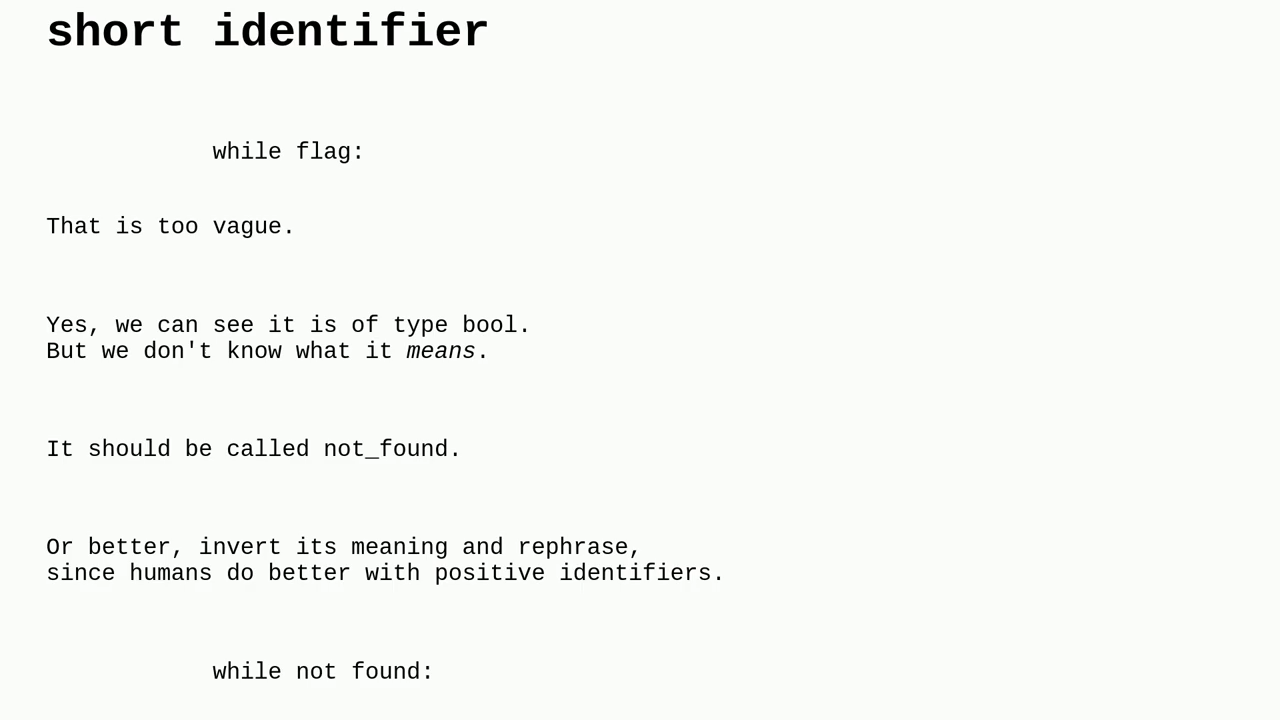 short identifier
while flag:
That is too vague.
Yes, we can see it is of type bool.
But we don't know what it means.
It should be called not_found.
Or better, invert its meaning and rephrase,
since humans do better with positive identifiers.
while not found: